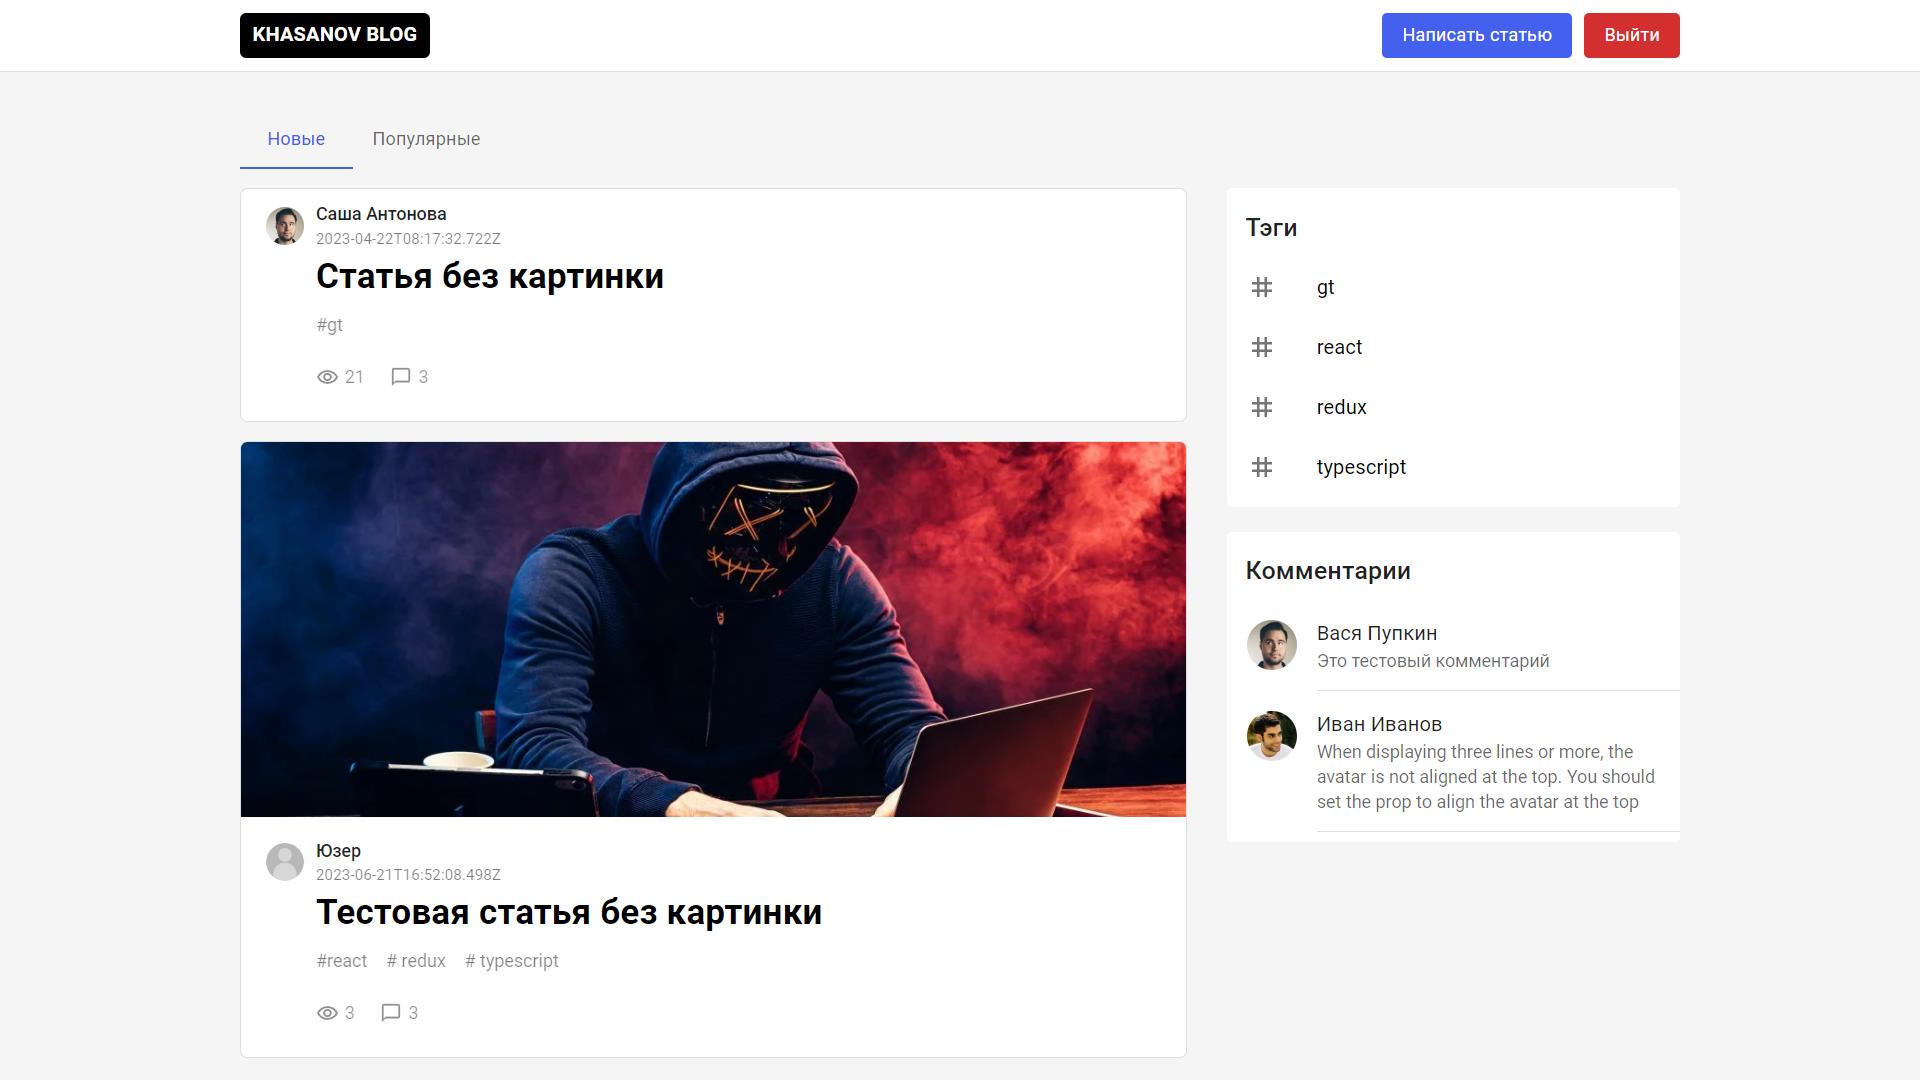 KHASANOV BLOG
Написать статью
Выйти
Новые
Популярные
Саша Антонова
2023-04-22T08:17:32.722Z
Статья без картинки
#gt
21
3
Юзер
2023-06-21T16:52:08.498Z
Тестовая статья без картинки
#react # redux # typescript
3
3
Тэги
# gt
# react
# redux
# typescript
Комментарии
Вася Пупкин
Это тестовый комментарий
Иван Иванов
When displaying three lines or more, the
avatar is not aligned at the top. You should
set the prop to align the avatar at the top